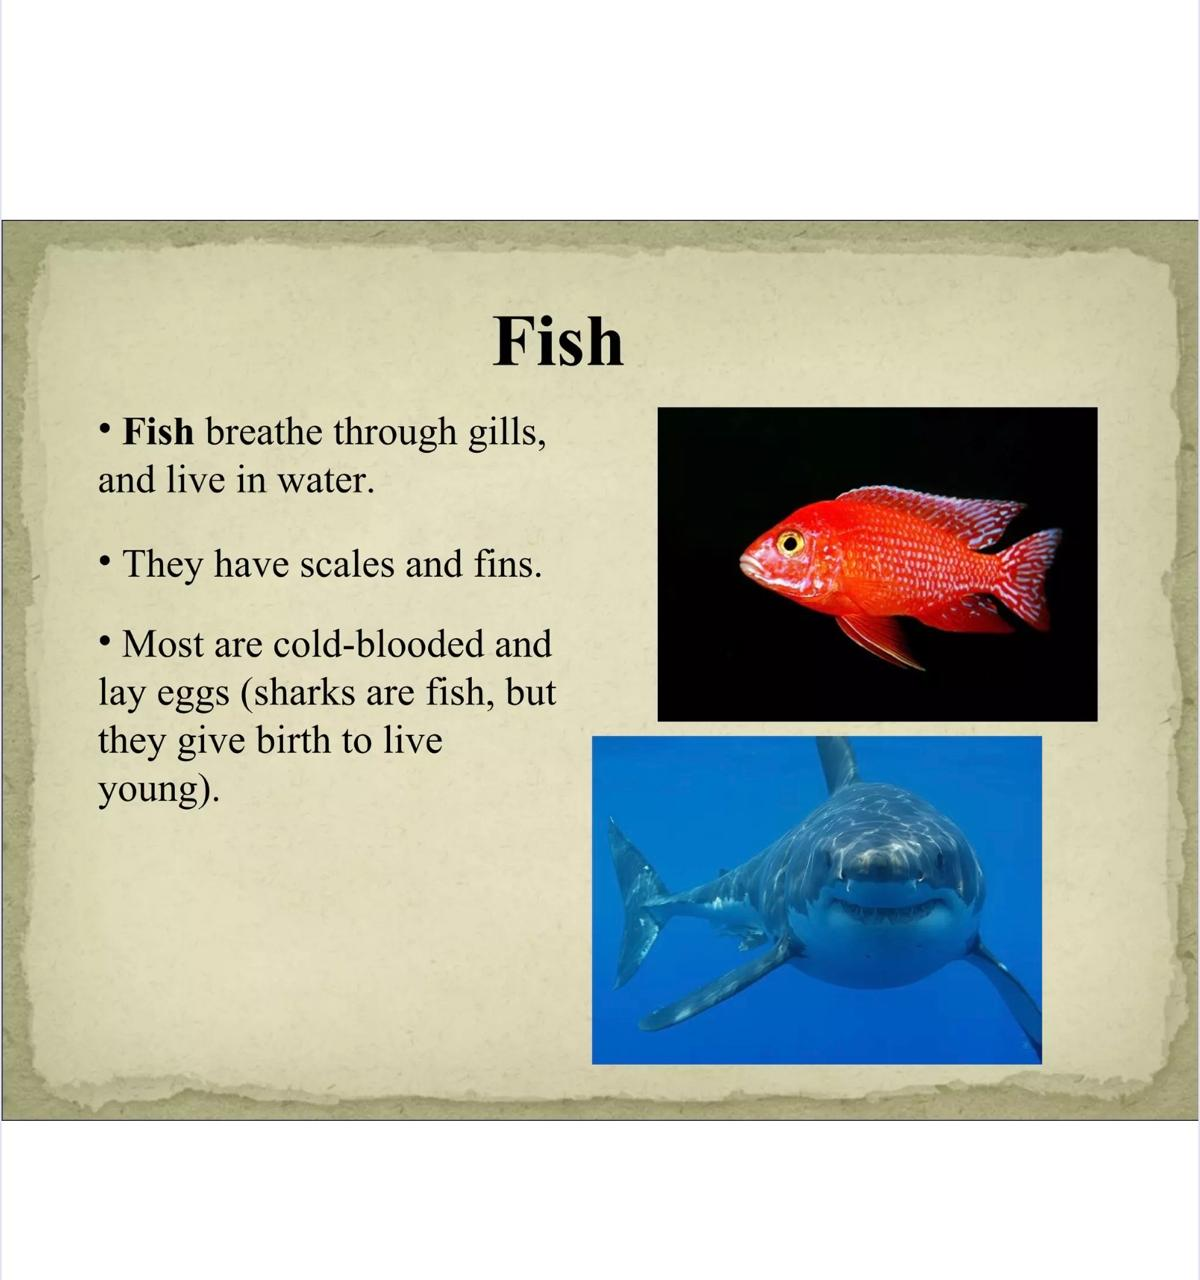 Fish
• Fish breathe through gills,
and live in water.
• They have scales and fins.
• Most are cold-blooded and
lay eggs (sharks are fish, but
they give birth to live
young).